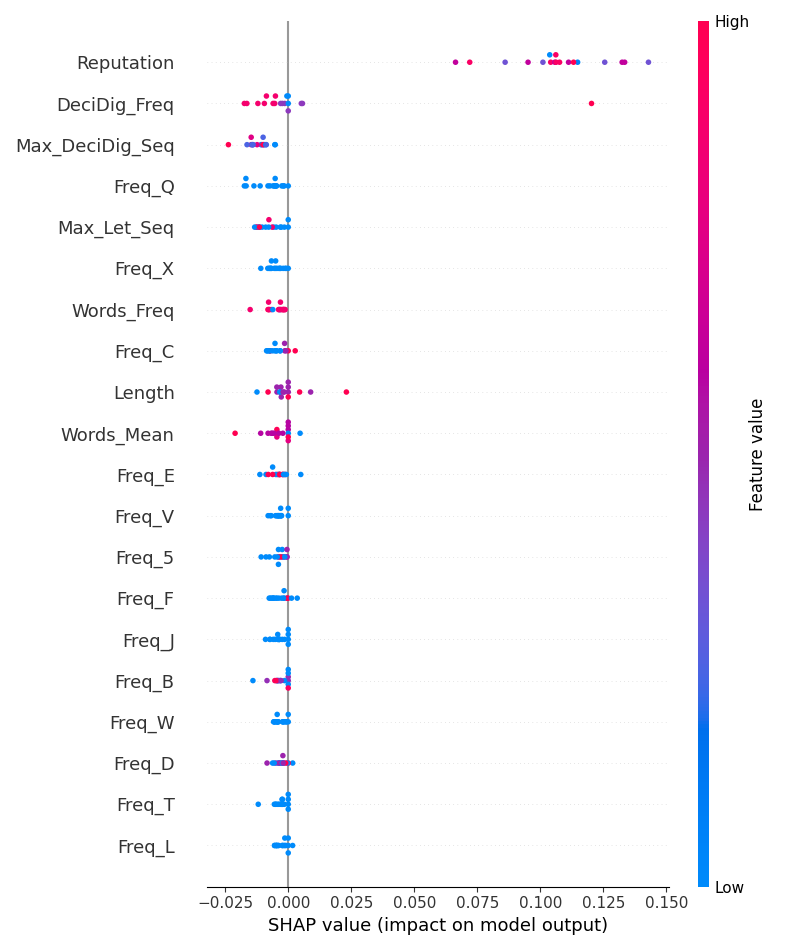 High
Reputation
DeciDig_Freq
Max_DeciDig_Seq
Freq_Q
Max_Let_Seq
Freq_X
Words_Freq
Freq_C
Length
Words_Mean
Freq_E
Freq_V
Freq_5
Freq_F
Freq_J
Freq_B
Freq_W
Freq_D
Freq_T
Freq_L
Feature value
Low
−0.025 0.000 0.025 0.050 0.075 0.100 0.125 0.150
SHAP value (impact on model output)